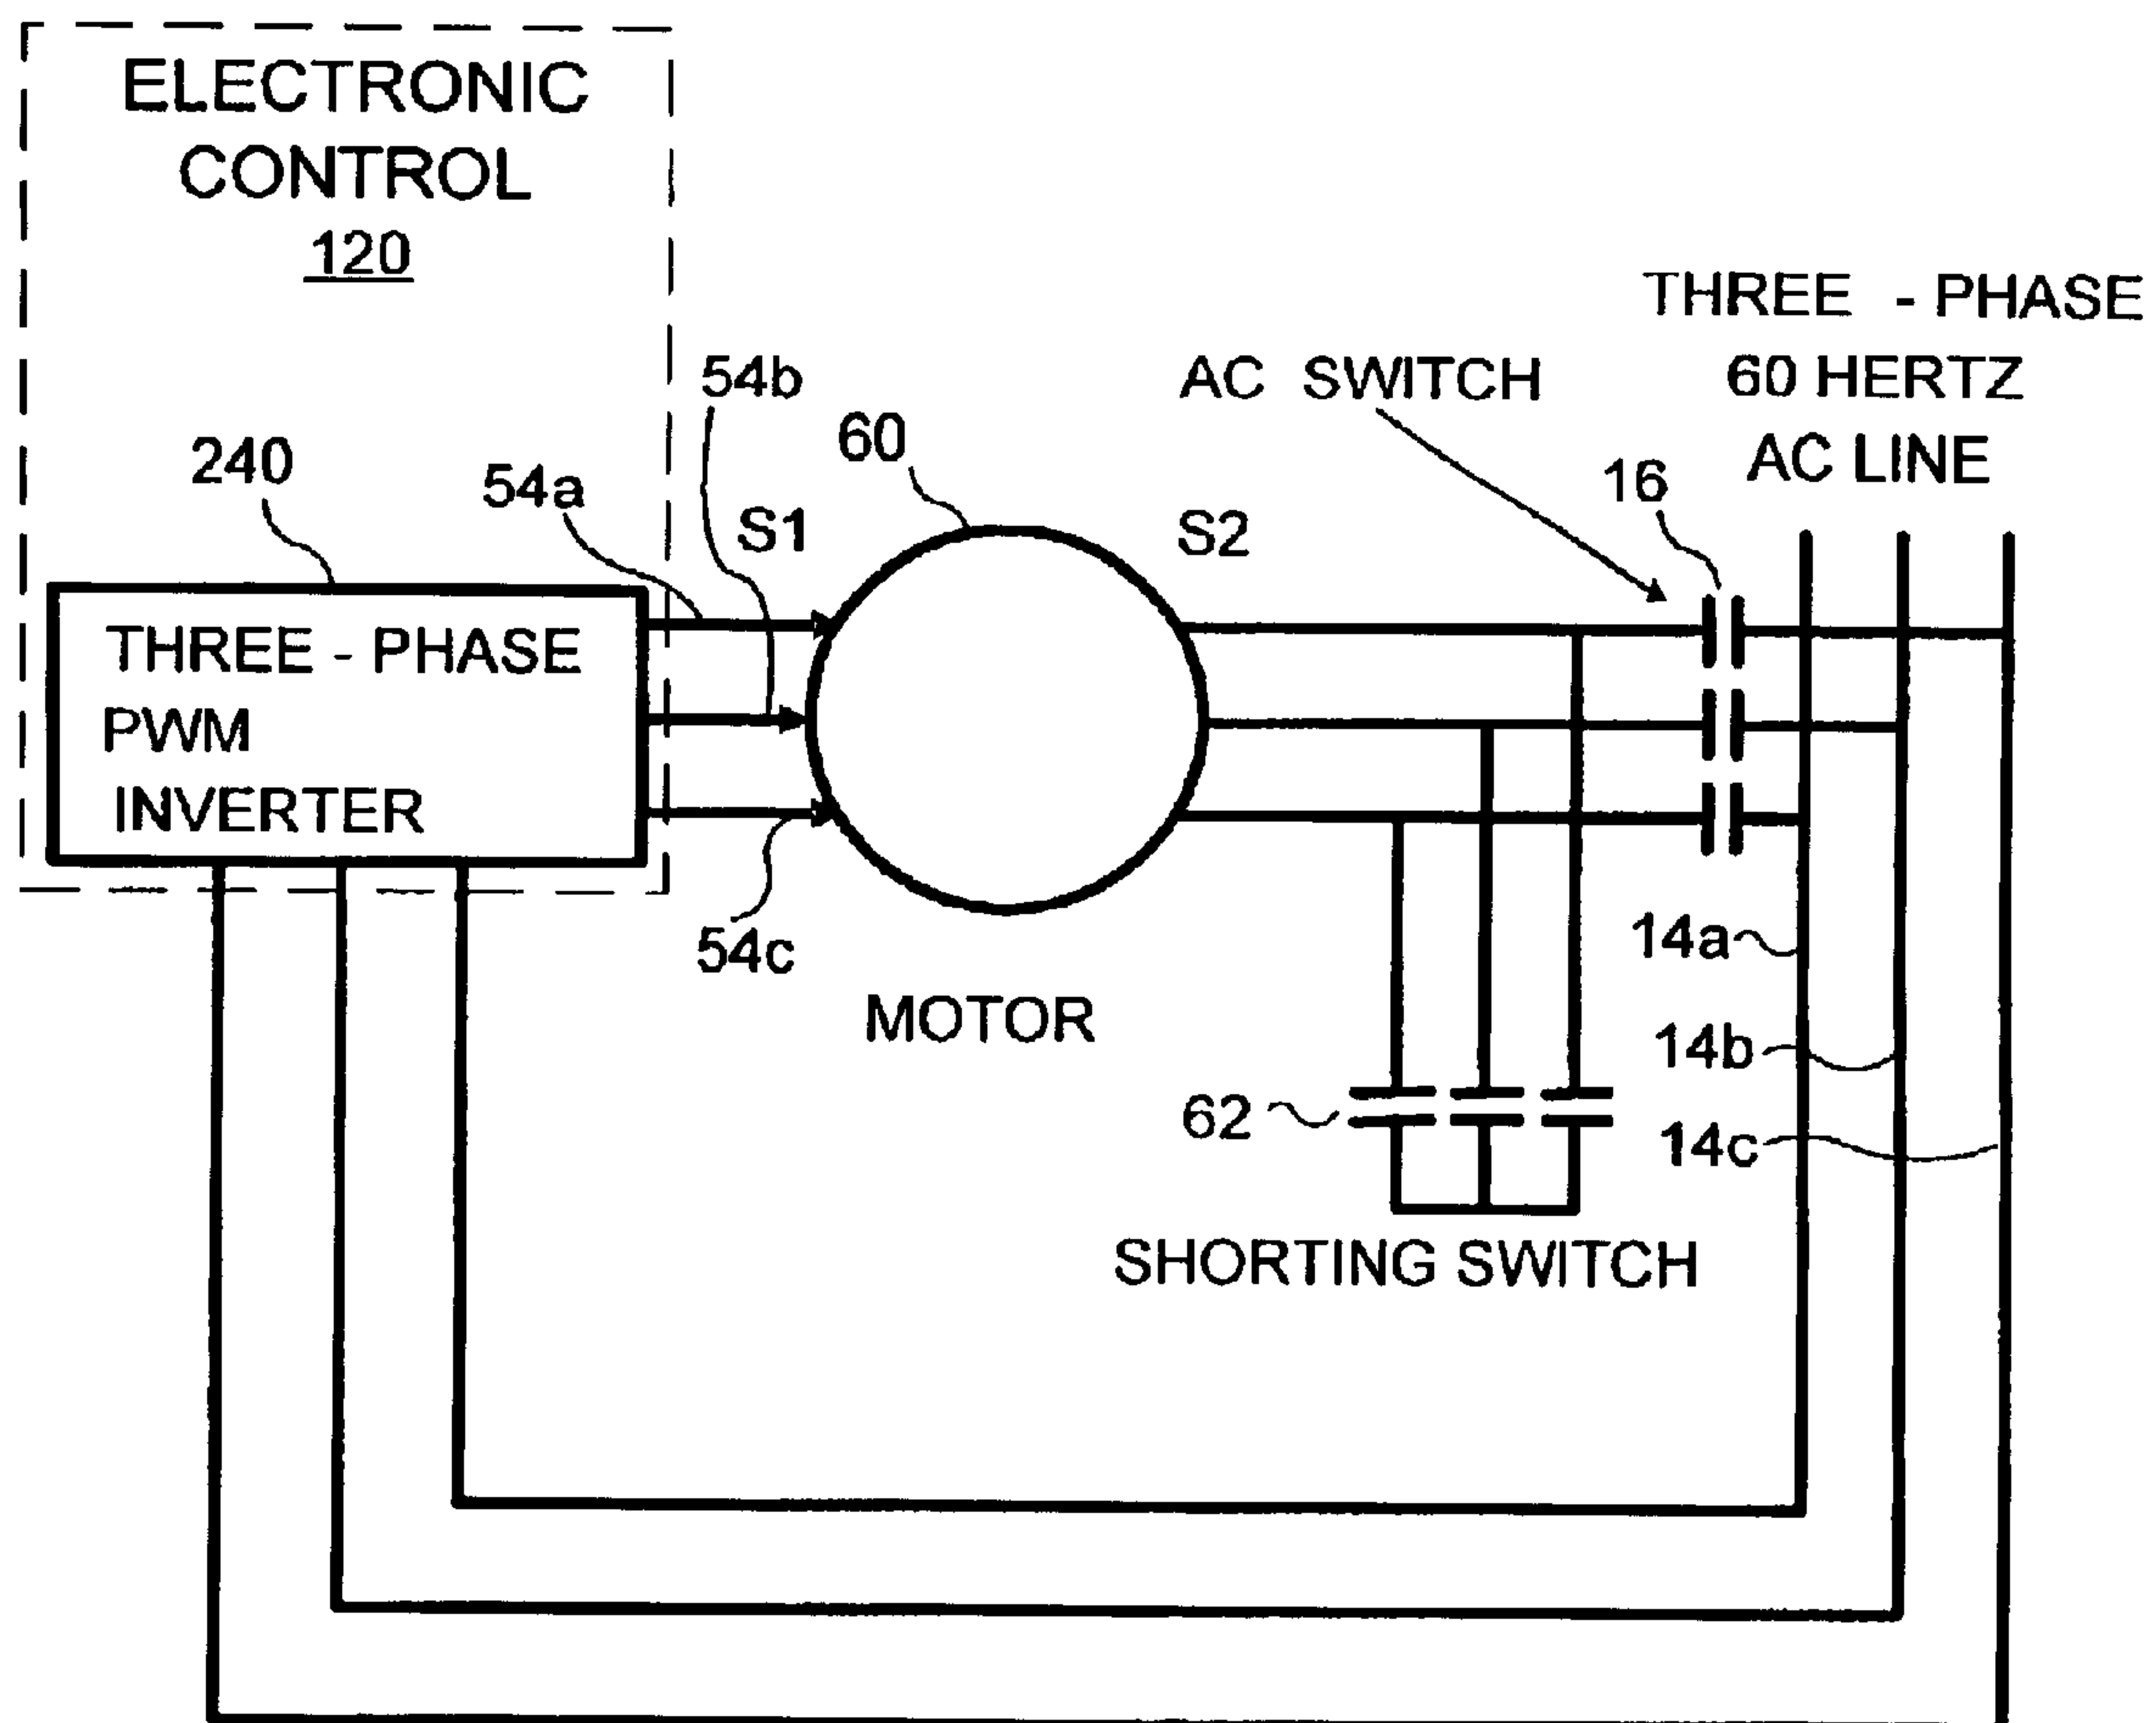 ELECTRONIC
CONTROL
120
THREE - PHASE
60 HERTZ
AC LINE
AC SWITCH
16
54b
60
240
54a
S1
S2
THREE - PHASE
PWM
INVERTER
54c
MOTOR
14a
14b
14c
62
SHORTING SWITCH